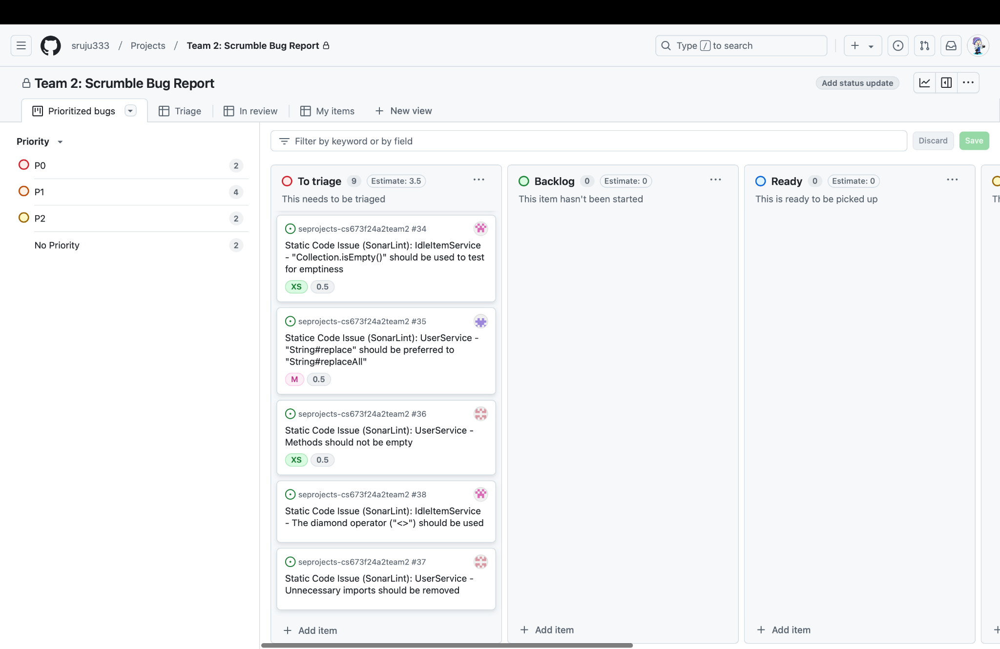 sruju333 / Projects / Team 2: Scrumble Bug Report
Type / to search
Team 2: Scrumble Bug Report
Add status update
Prioritized bugs
Triage
In review
My items
New view
Priority
P0 2
P1 4
P2 2
No Priority 2
Filter by keyword or by field
Discard
Save
To triage 9 Estimate: 3.5
This needs to be triaged
seprojects-cs673f24a2team2 #34
Static Code Issue (SonarLint): IdleItemService
- "Collection.isEmpty()" should be used to test
for emptiness
XS 0.5
seprojects-cs673f24a2team2 #35
Statice Code Issue (SonarLint): UserService -
"String#replace" should be preferred to
"String#replaceAll"
M 0.5
seprojects-cs673f24a2team2 #36
Static Code Issue (SonarLint): UserService -
Methods should not be empty
XS 0.5
seprojects-cs673f24a2team2 #38
Static Code Issue (SonarLint): IdleItemService
- The diamond operator ("<>") should be used
seprojects-cs673f24a2team2 #37
Static Code Issue (SonarLint): UserService -
Unnecessary imports should be removed
Add item
Backlog 0 Estimate: 0
This item hasn't been started
Add item
Ready 0 Estimate: 0
This is ready to be picked up
Add item